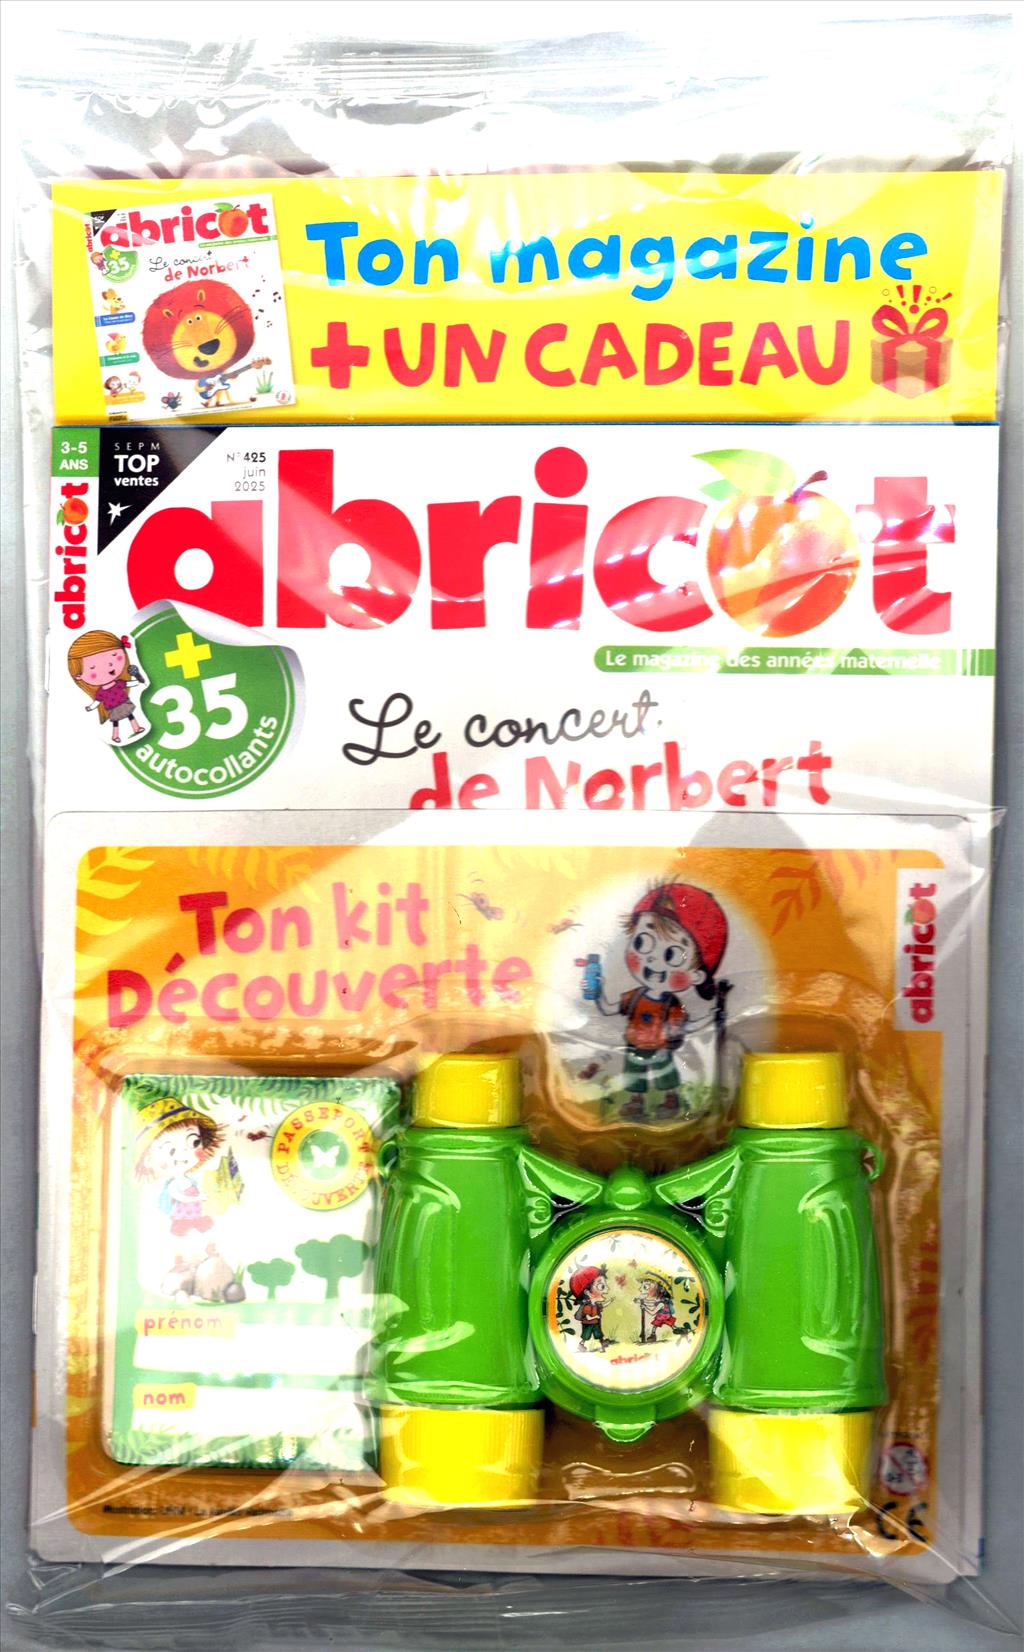 abricot
+
35
Le concert
de Norbert
Ton magazine
+ UN CADEAU
3-5
ANS
SEPM
TOP
ventes
N°425
juin
2025
abricot
abricot
Le magazine des années maternelle
+
35
autocollants
Le concert
de Norbert
Ton kit
Découverte
abricot
PASSEPORT
DÉCOUVERTE
prénom
nom
abricot
CE